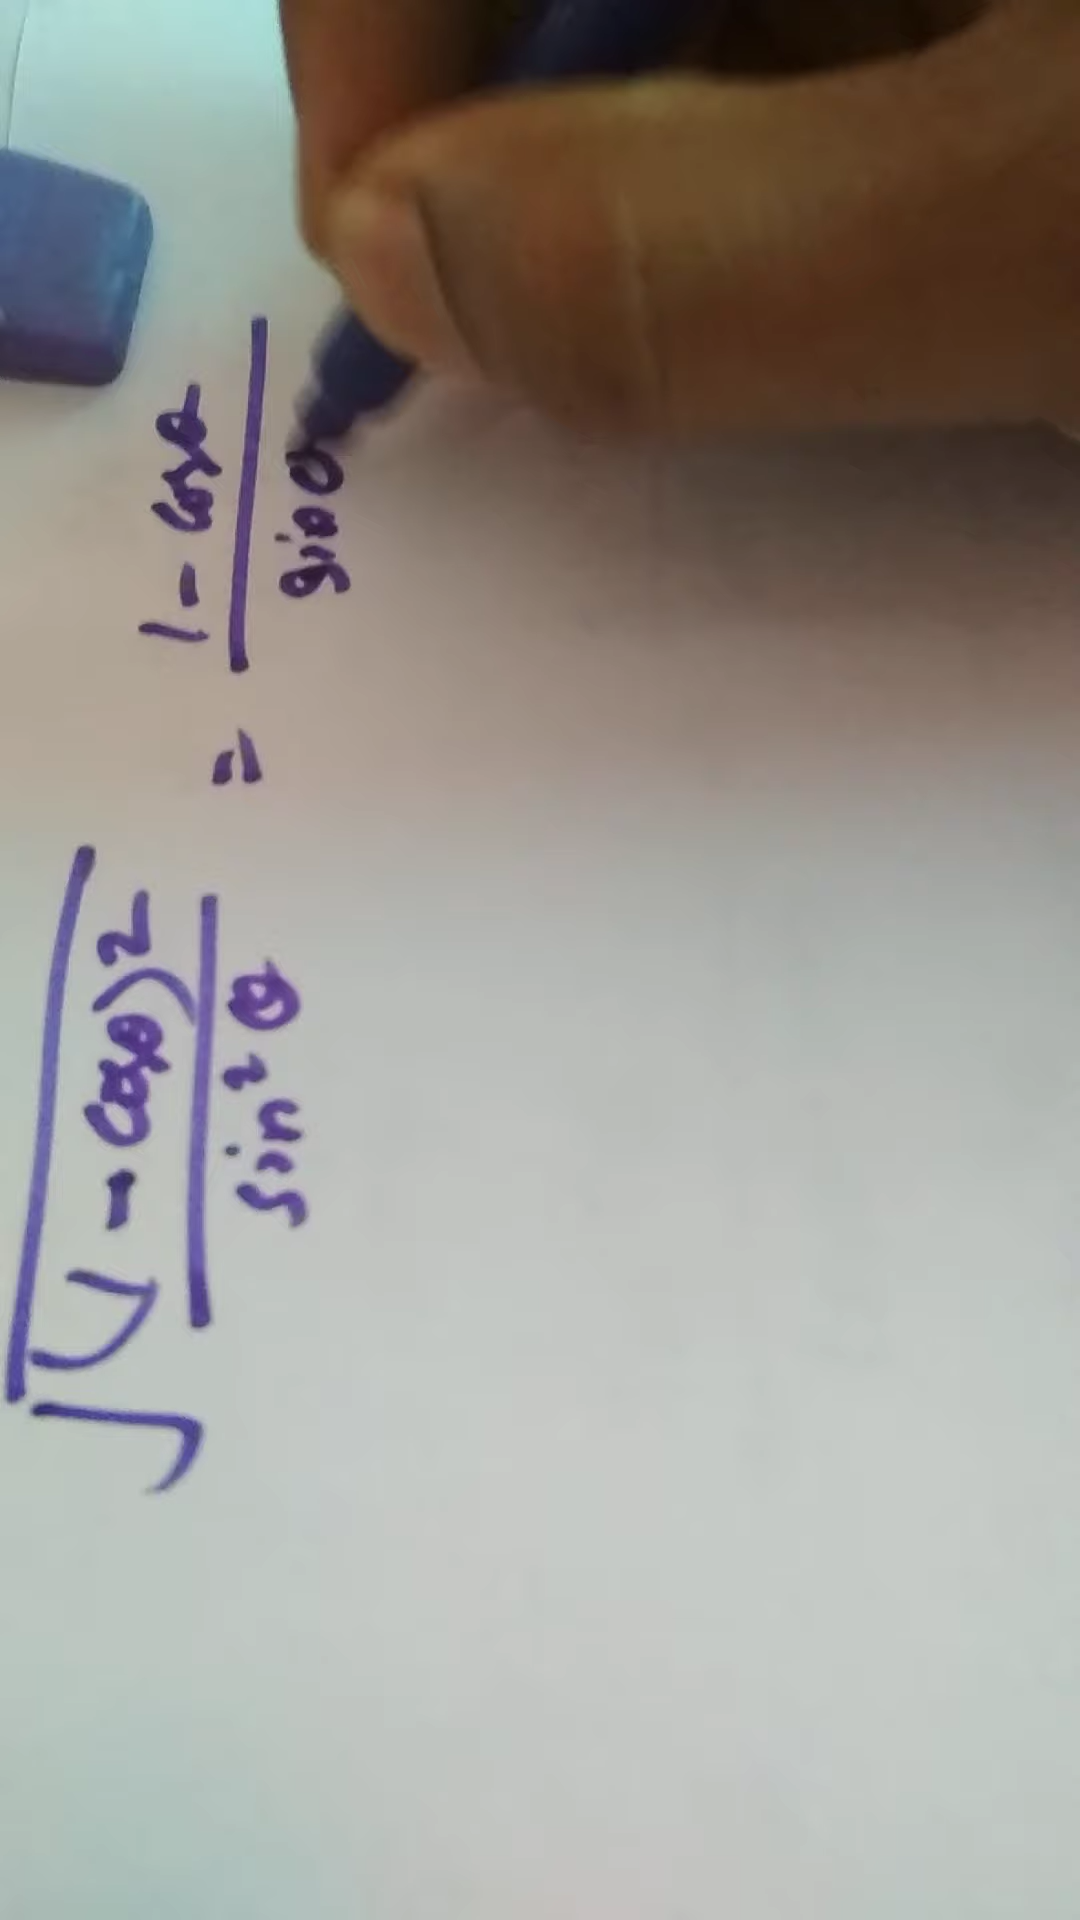 √((1 - cosθ)² / sin²θ) = (1 - cosθ) / sinθ